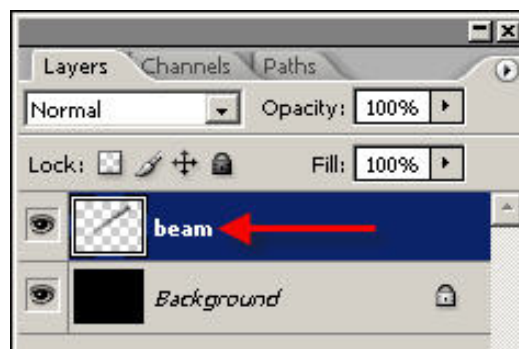 Layers Channels Paths
Normal Opacity: 100%
Lock: Fill: 100%
beam
Background